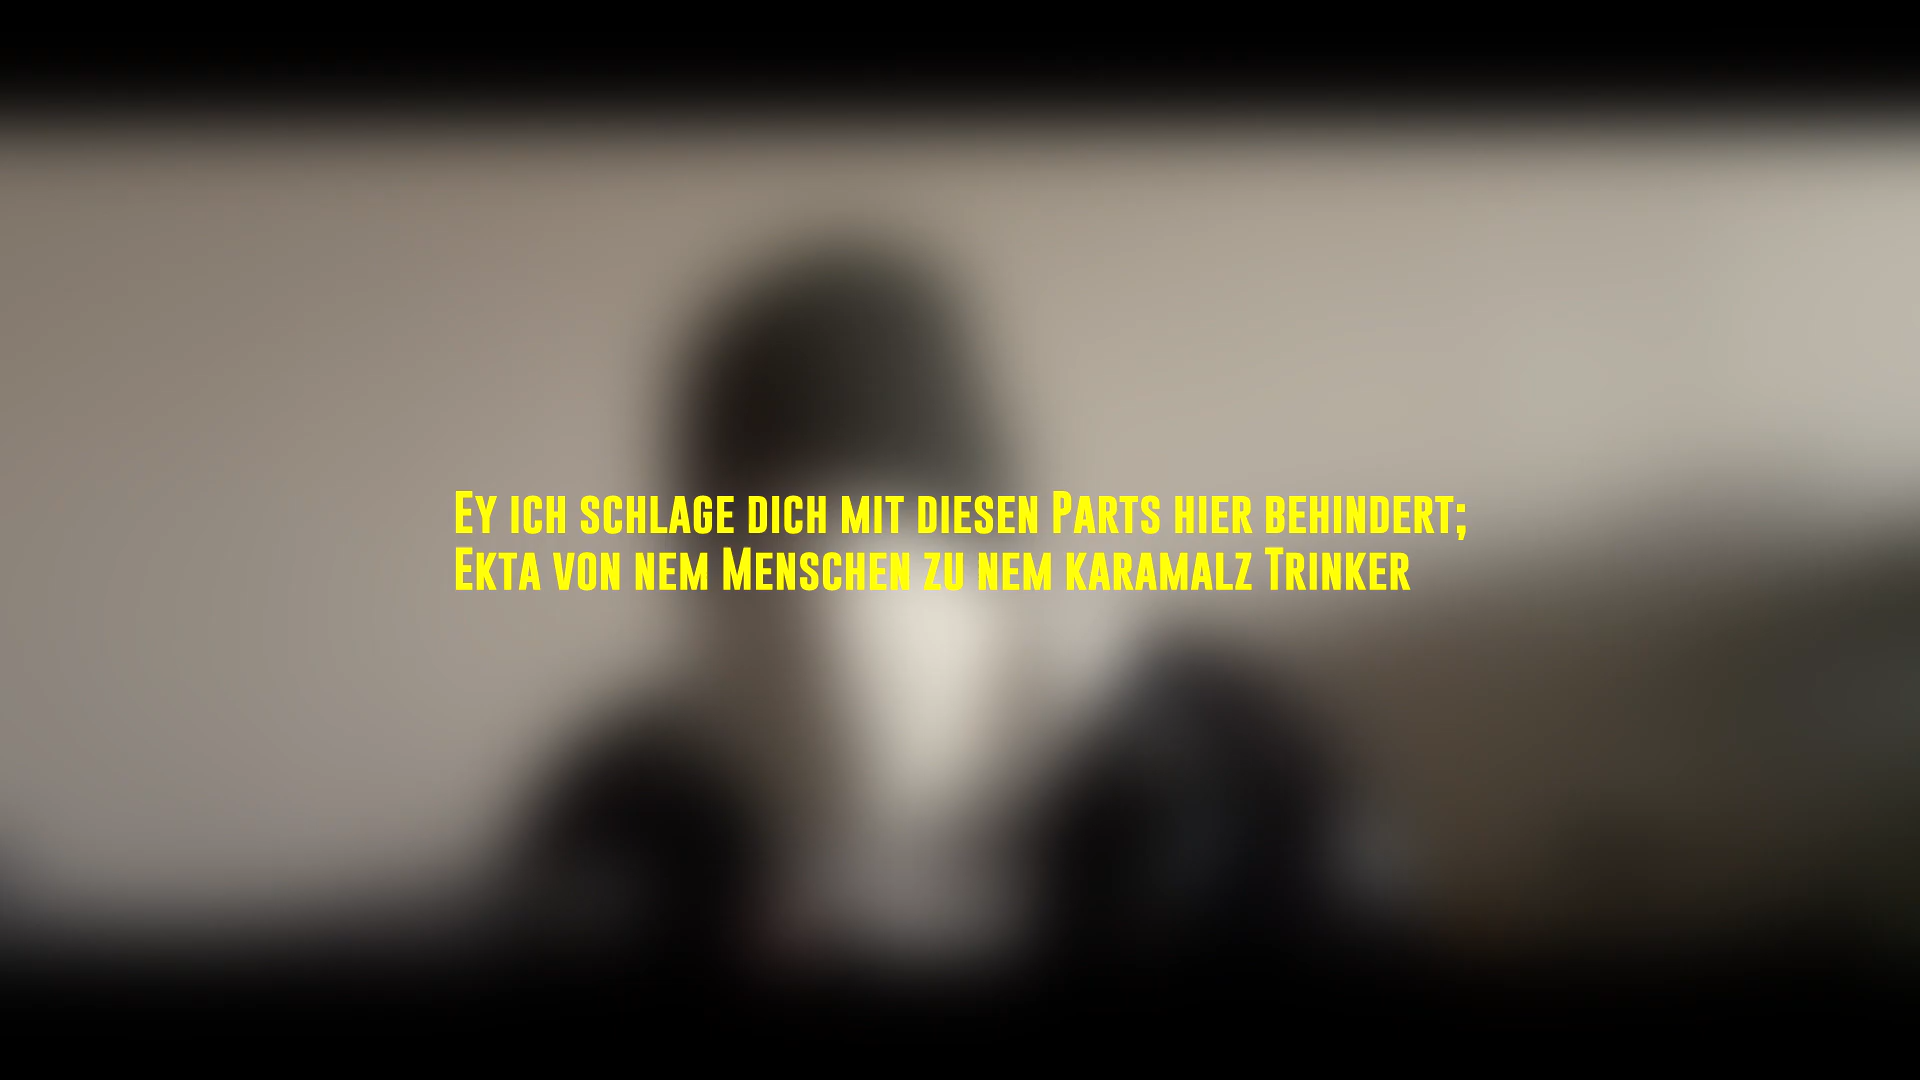 Ey ich schlage dich mit diesen Parts hier behindert;
Ekta von nem Menschen zu nem karamalz Trinker